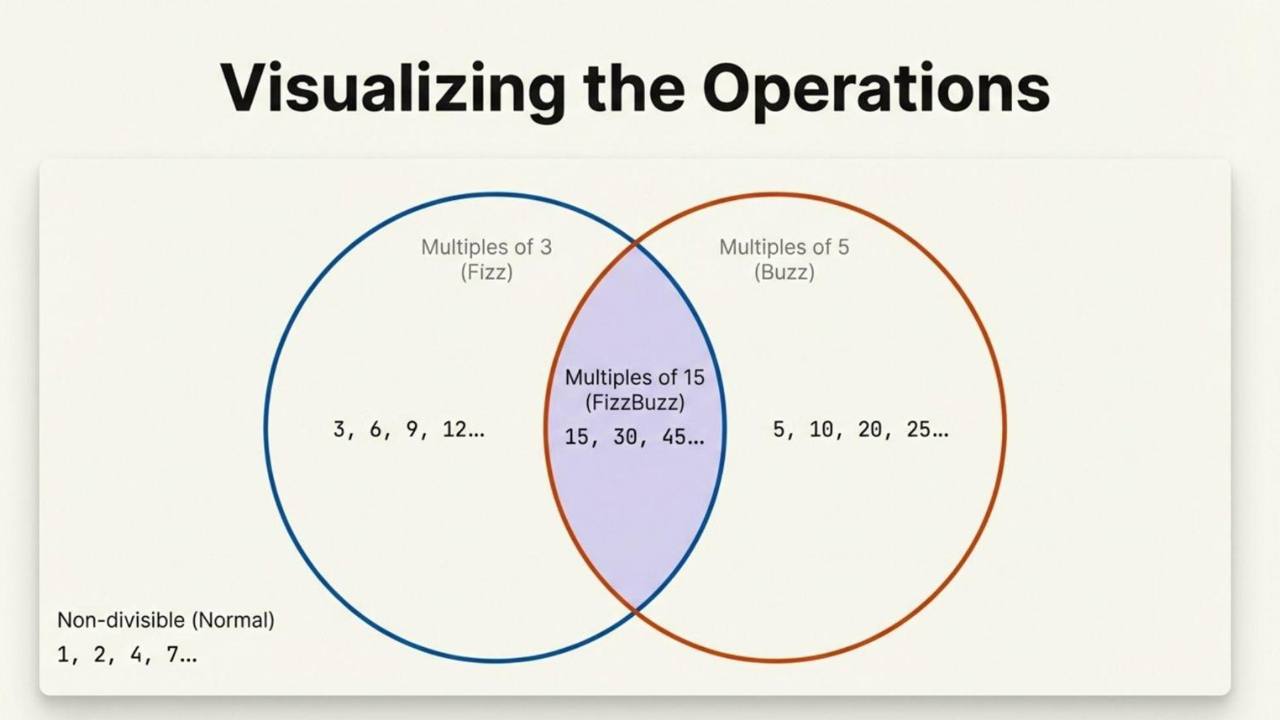 Visualizing the Operations
Multiples of 3
(Fizz)
Multiples of 5
(Buzz)
Multiples of 15
(FizzBuzz)
3, 6, 9, 12...
15, 30, 45...
5, 10, 20, 25...
Non-divisible (Normal)
1, 2, 4, 7...